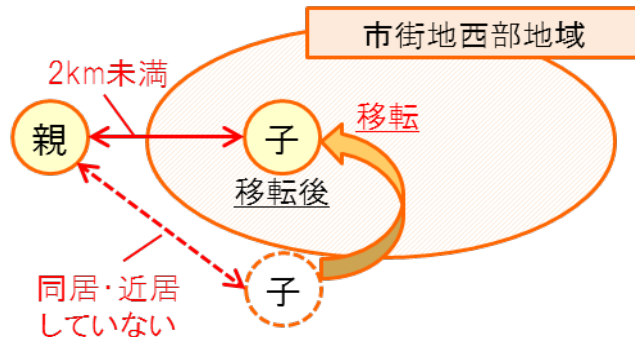 市街地西部地域
2km未満
親
子
移転
移転後
子
同居・近居
していない